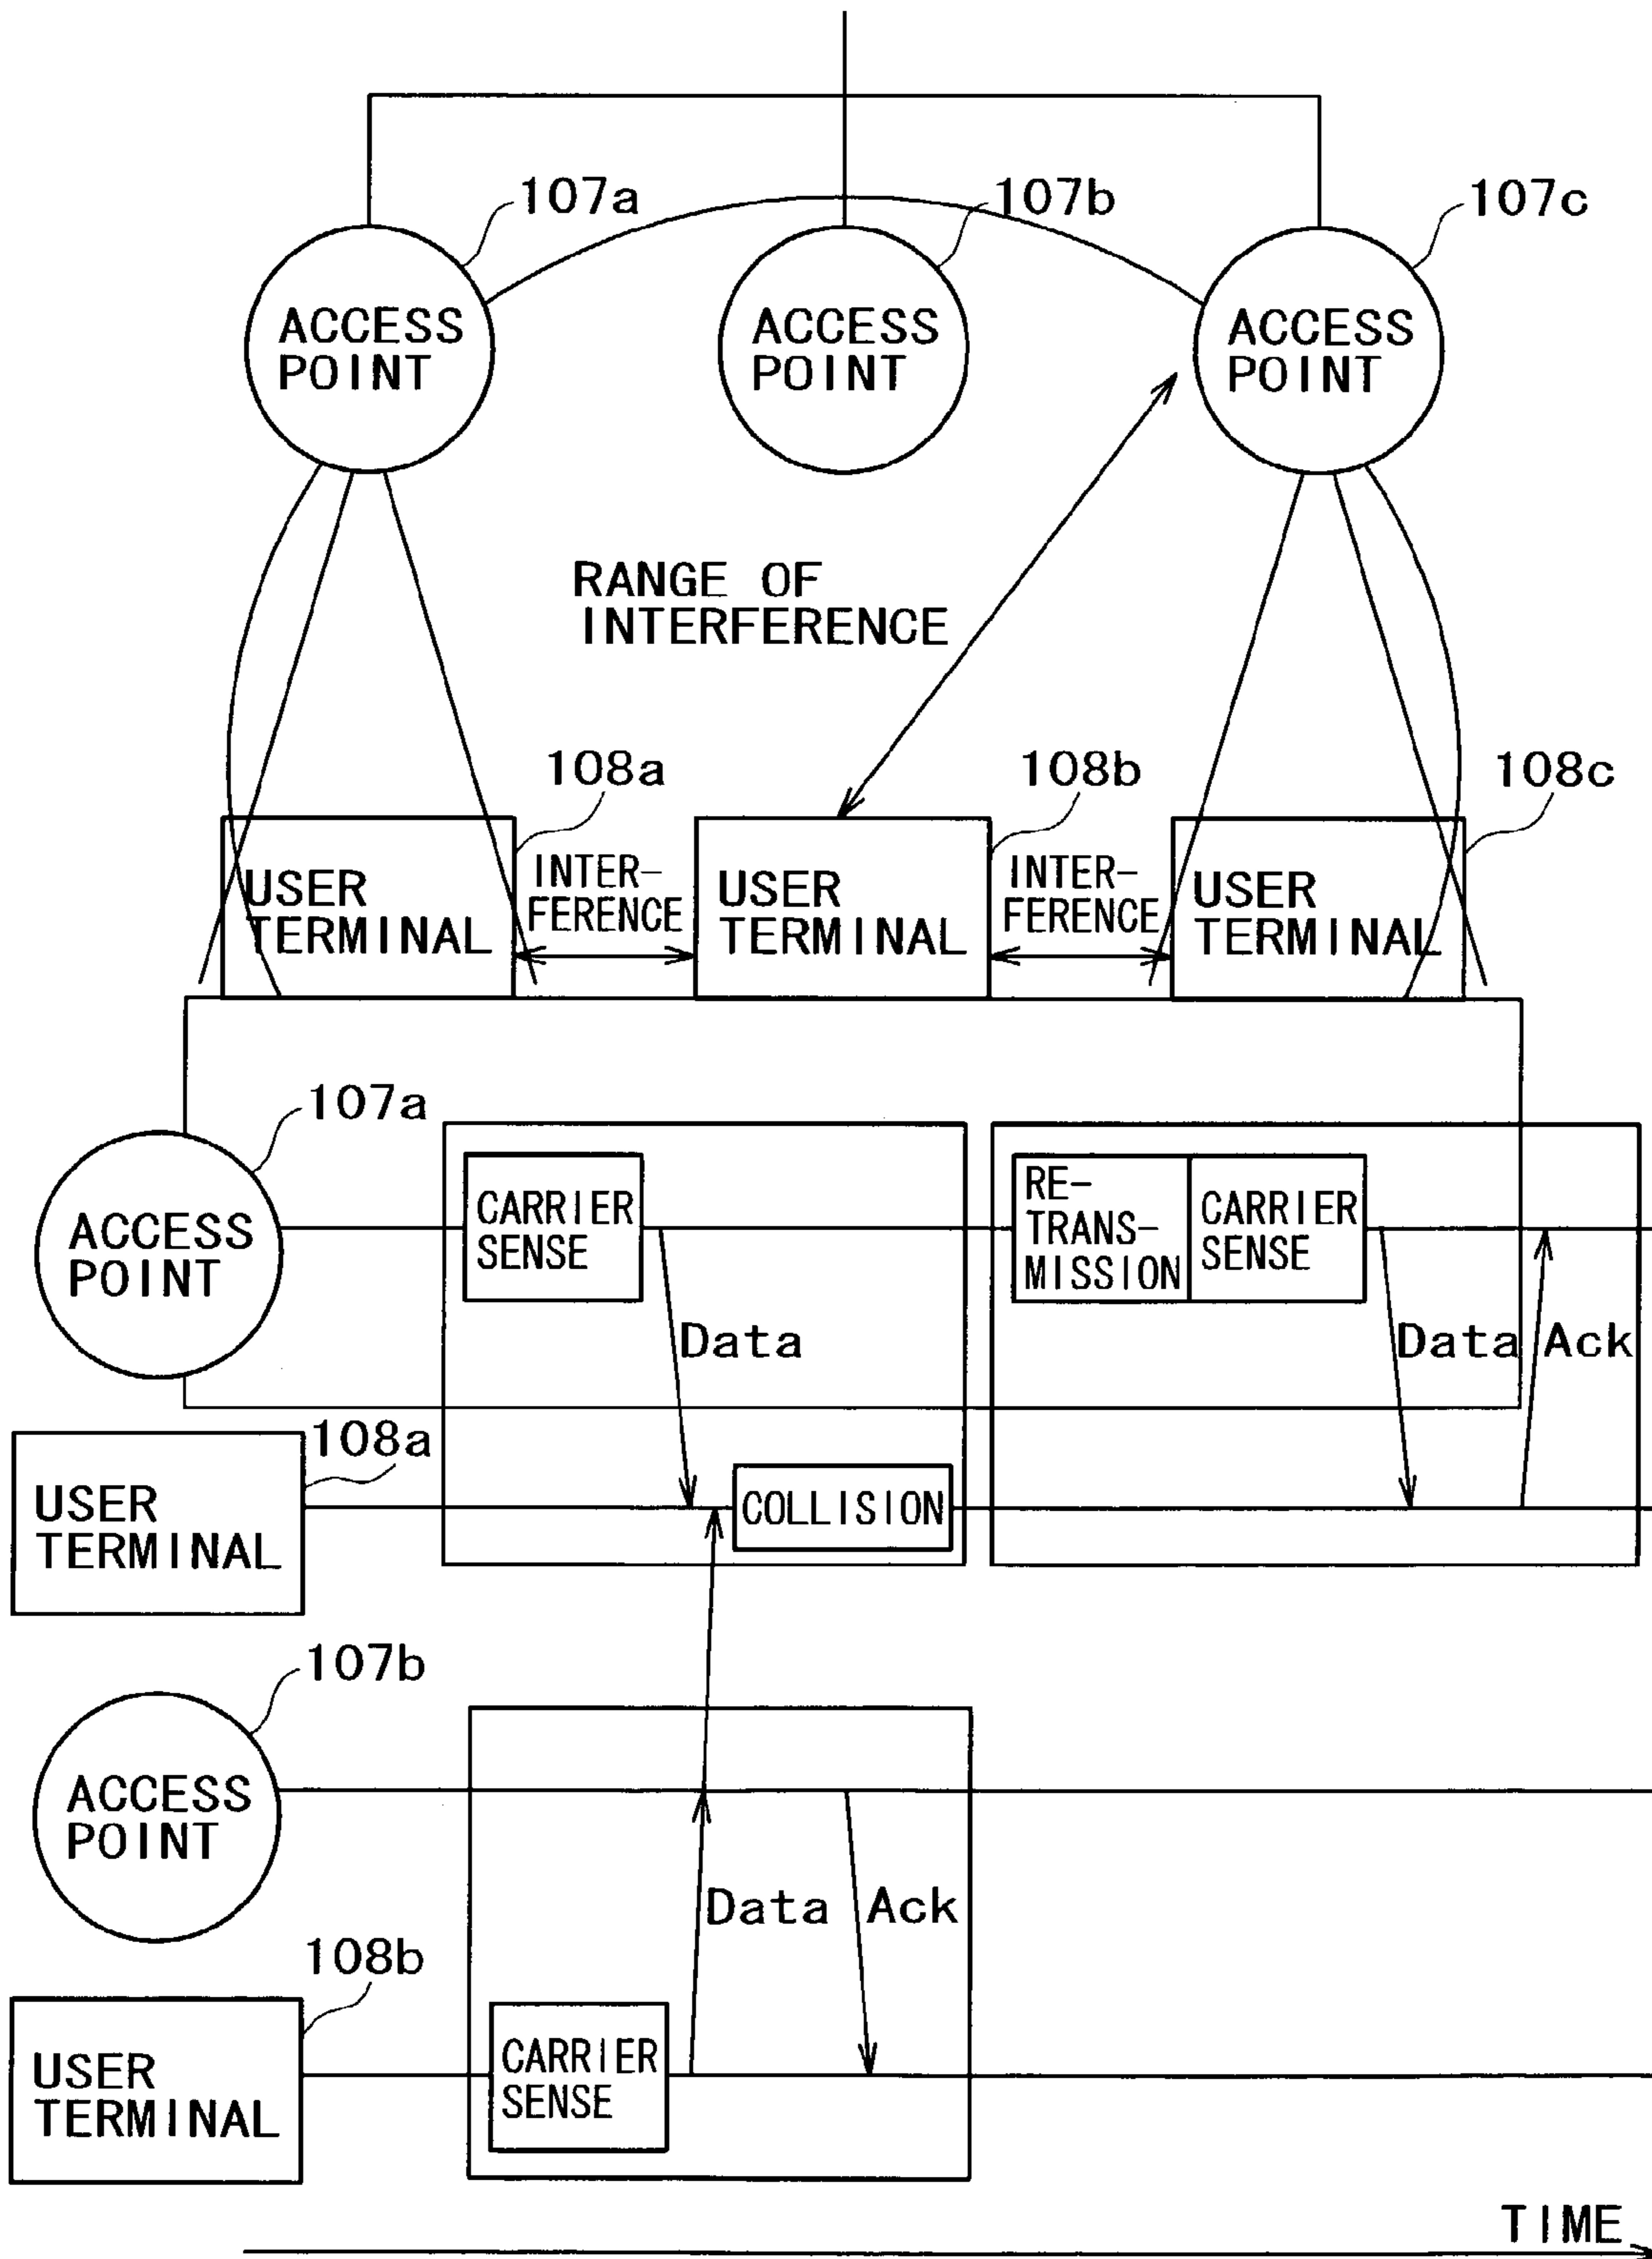 107a
107b
107c
ACCESS
POINT
ACCESS
POINT
ACCESS
POINT
RANGE OF
INTERFERENCE
108a
108b
108c
USER
TERMINAL
INTER-
FERENCE
USER
TERMINAL
INTER-
FERENCE
USER
TERMINAL
107a
ACCESS
POINT
CARRIER
SENSE
RE-
TRANS-
MISSION
CARRIER
SENSE
Data
Data
Ack
108a
USER
TERMINAL
COLLISION
107b
ACCESS
POINT
Data
Ack
108b
USER
TERMINAL
CARRIER
SENSE
TIME